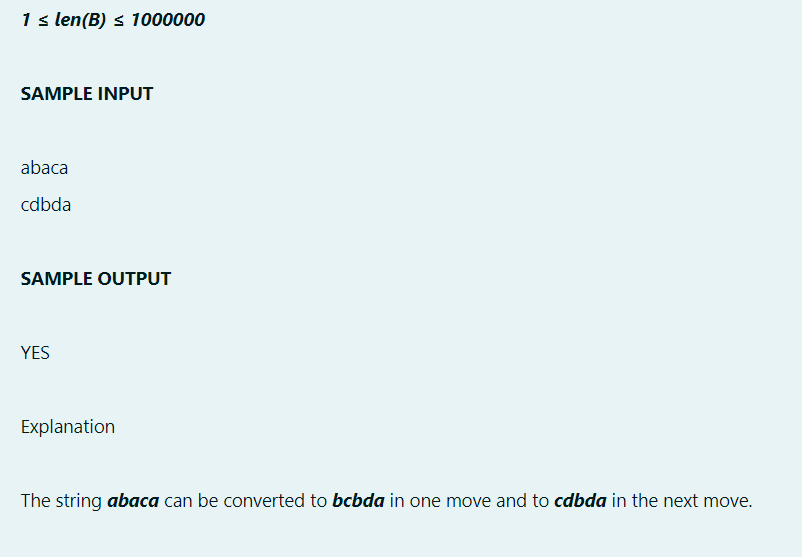 1 ≤ len(B) ≤ 1000000
SAMPLE INPUT
abaca
cdbda
SAMPLE OUTPUT
YES
Explanation
The string abaca can be converted to bcbda in one move and to cdbda in the next move.